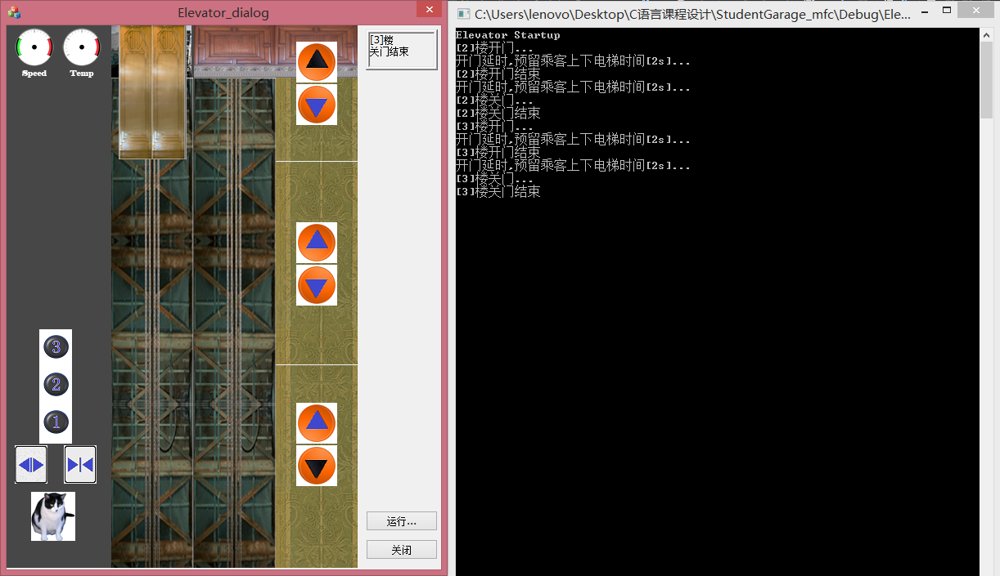 Elevator_dialog
Speed
Temp
[3]楼
关门结束
3
2
1
运行...
关闭
C:\Users\lenovo\Desktop\C语言课程设计\StudentGarage_mfc\Debug\Ele...
Elevator Startup
[2]楼开门...
开门延时,预留乘客上下电梯时间[2s]...
[2]楼开门结束
开门延时,预留乘客上下电梯时间[2s]...
[2]楼关门...
[2]楼关门结束
[3]楼开门...
开门延时,预留乘客上下电梯时间[2s]...
[3]楼开门结束
开门延时,预留乘客上下电梯时间[2s]...
[3]楼关门...
[3]楼关门结束